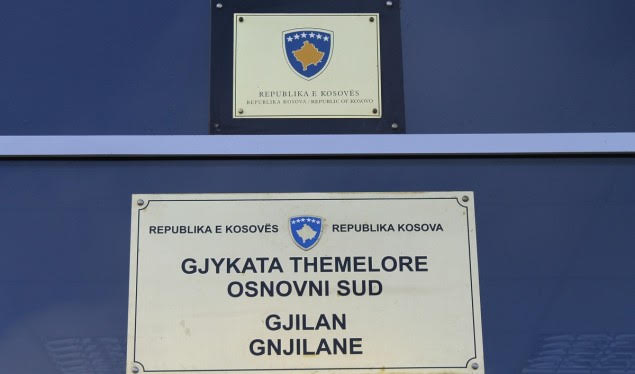 REPUBLIKA E KOSOVËS
REPUBLIKA KOSOVA / REPUBLIC OF KOSOVO
REPUBLIKA E KOSOVËS REPUBLIKA KOSOVA
GJYKATA THEMELORE
OSNOVNI SUD
GJILAN
GNJILANE